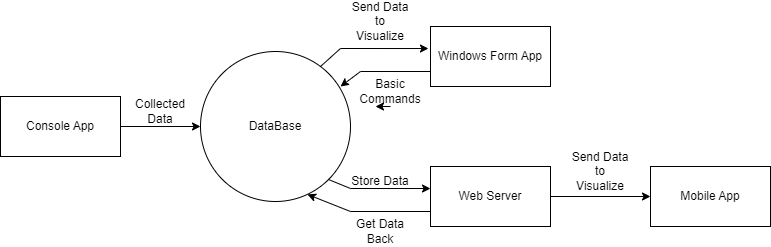 Send Data
to
Visualize
Windows Form App
Basic
Commands
Collected
Data
Console App
DataBase
Store Data
Get Data
Back
Web Server
Send Data
to
Visualize
Mobile App